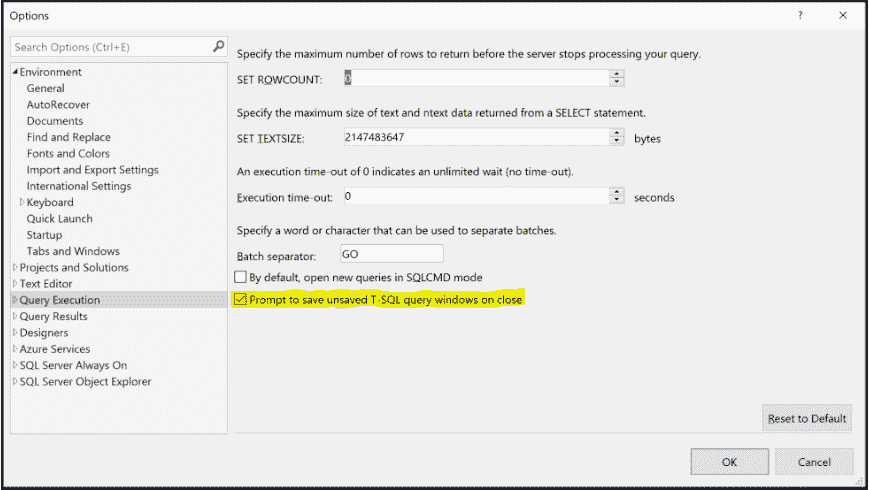 Options
?
Search Options (Ctrl+E)
Environment
General
AutoRecover
Documents
Find and Replace
Fonts and Colors
Import and Export Settings
International Settings
Keyboard
Quick Launch
Startup
Tabs and Windows
Projects and Solutions
Text Editor
Query Execution
Query Results
Designers
Azure Services
SQL Server Always On
SQL Server Object Explorer
Specify the maximum number of rows to return before the server stops processing your query.
SET ROWCOUNT: 0
Specify the maximum size of text and ntext data returned from a SELECT statement.
SET TEXTSIZE: 2147483647 bytes
An execution time-out of 0 indicates an unlimited wait (no time-out).
Execution time-out: 0 seconds
Specify a word or character that can be used to separate batches.
Batch separator: GO
By default, open new queries in SQLCMD mode
Prompt to save unsaved T-SQL query windows on close
Reset to Default
OK Cancel